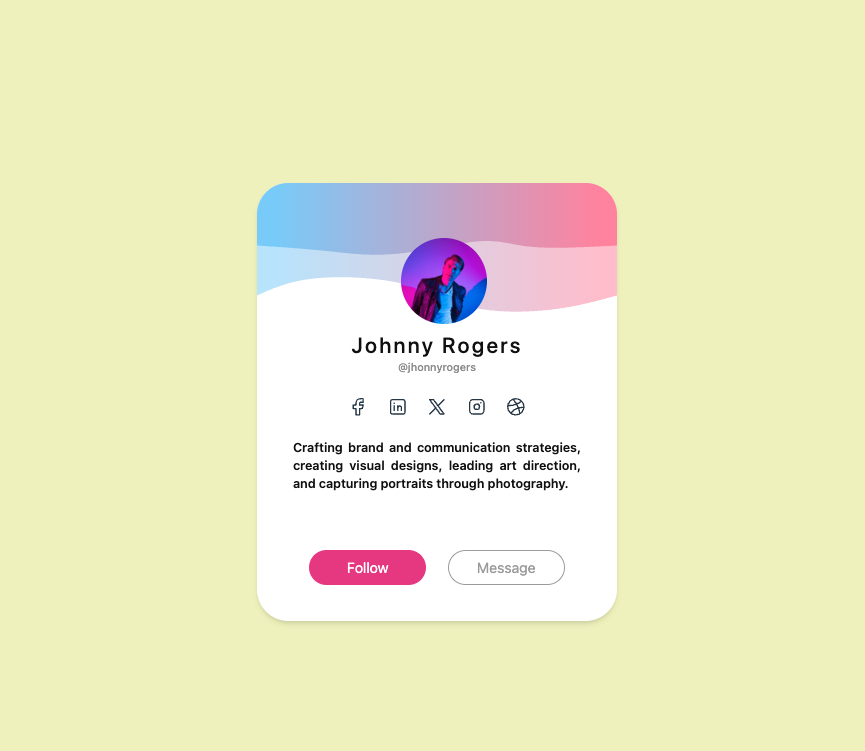 Johnny Rogers
@jhonnyrogers
Crafting brand and communication strategies,
creating visual designs, leading art direction,
and capturing portraits through photography.
Follow
Message